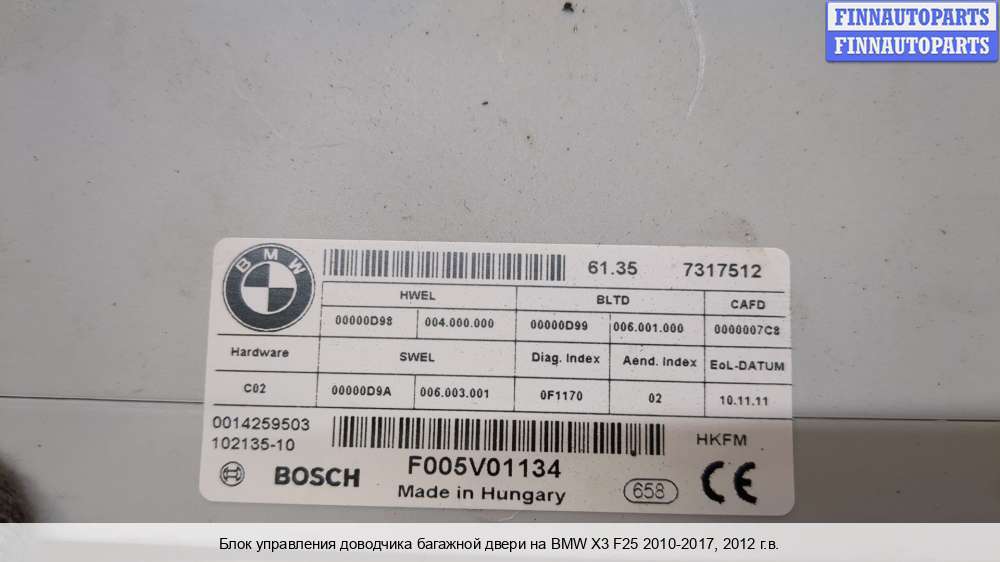 FINNAUTOPARTS
FINNAUTOPARTS
BMW
61.35 7317512
HWEL BLTD CAFD
00000D98 004.000.000 00000D99 006.001.000 0000007C8
Hardware SWEL Diag. Index Aend. Index EoL-DATUM
C02 00000D9A 006.003.001 0F1170 02 10.11.11
0014259503
102135-10
HKFM
BOSCH F005V01134
Made in Hungary 658 CE
Блок управления доводчика багажной двери на BMW X3 F25 2010-2017, 2012 г.в.